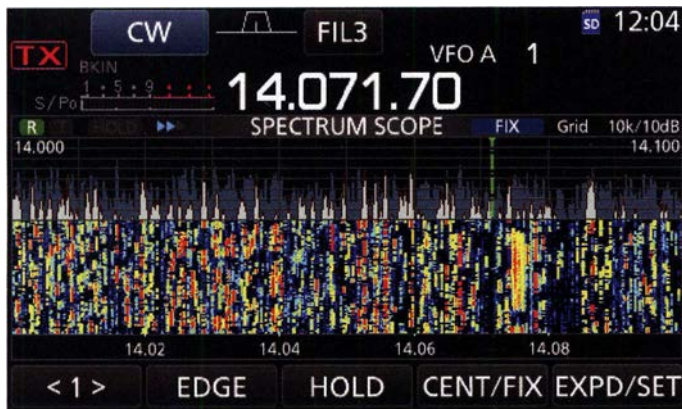 CW FIL3 SD 12:04
TX BKIN VFO A 1
1 5 9
S/Po 14.071.70
R T HOLD SPECTRUM SCOPE FIX Grid 10k/10dB
14.000 14.100
14.02 14.04 14.06 14.08
< 1 > EDGE HOLD CENT/FIX EXPD/SET